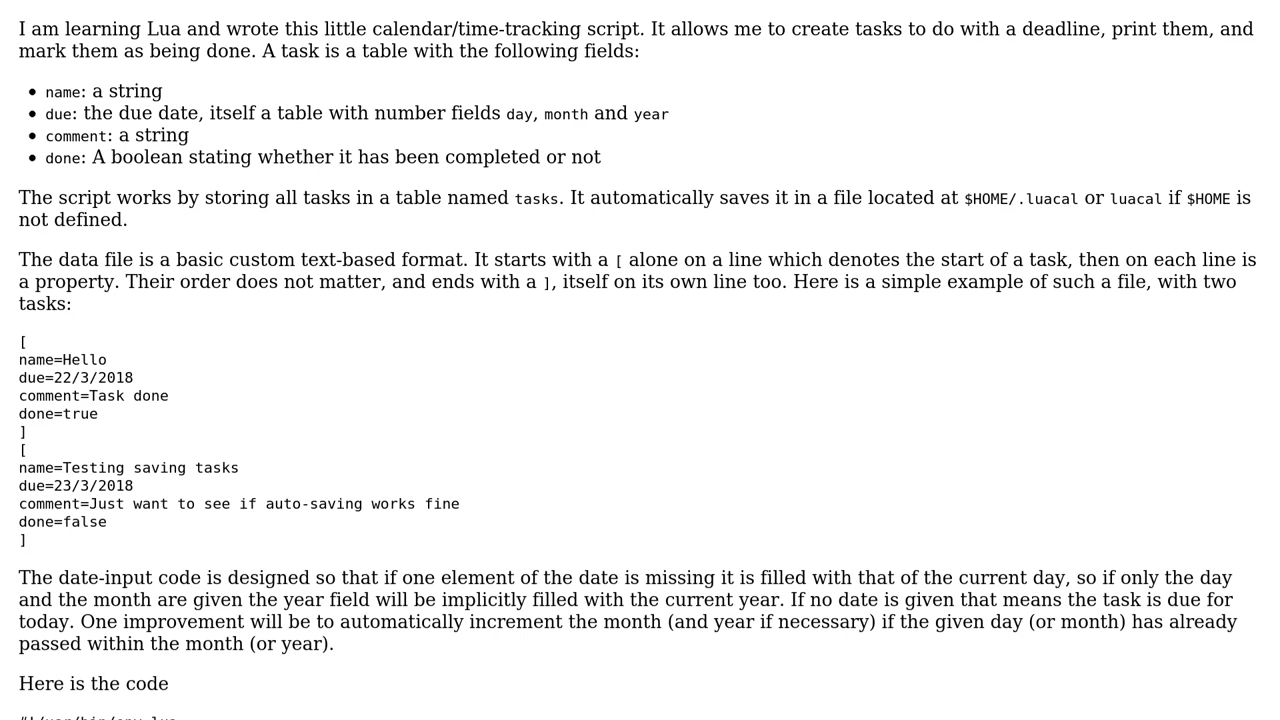 I am learning Lua and wrote this little calendar/time-tracking script. It allows me to create tasks to do with a deadline, print them, and
mark them as being done. A task is a table with the following fields:
• name: a string
• due: the due date, itself a table with number fields day, month and year
• comment: a string
• done: A boolean stating whether it has been completed or not
The script works by storing all tasks in a table named tasks. It automatically saves it in a file located at $HOME/.luacal or luacal if $HOME is
not defined.
The data file is a basic custom text-based format. It starts with a [ alone on a line which denotes the start of a task, then on each line is
a property. Their order does not matter, and ends with a ], itself on its own line too. Here is a simple example of such a file, with two
tasks:
[
name=Hello
due=22/3/2018
comment=Task done
done=true
]
[
name=Testing saving tasks
due=23/3/2018
comment=Just want to see if auto-saving works fine
done=false
]
The date-input code is designed so that if one element of the date is missing it is filled with that of the current day, so if only the day
and the month are given the year field will be implicitly filled with the current year. If no date is given that means the task is due for
today. One improvement will be to automatically increment the month (and year if necessary) if the given day (or month) has already
passed within the month (or year).
Here is the code
#!/usr/bin/env lua